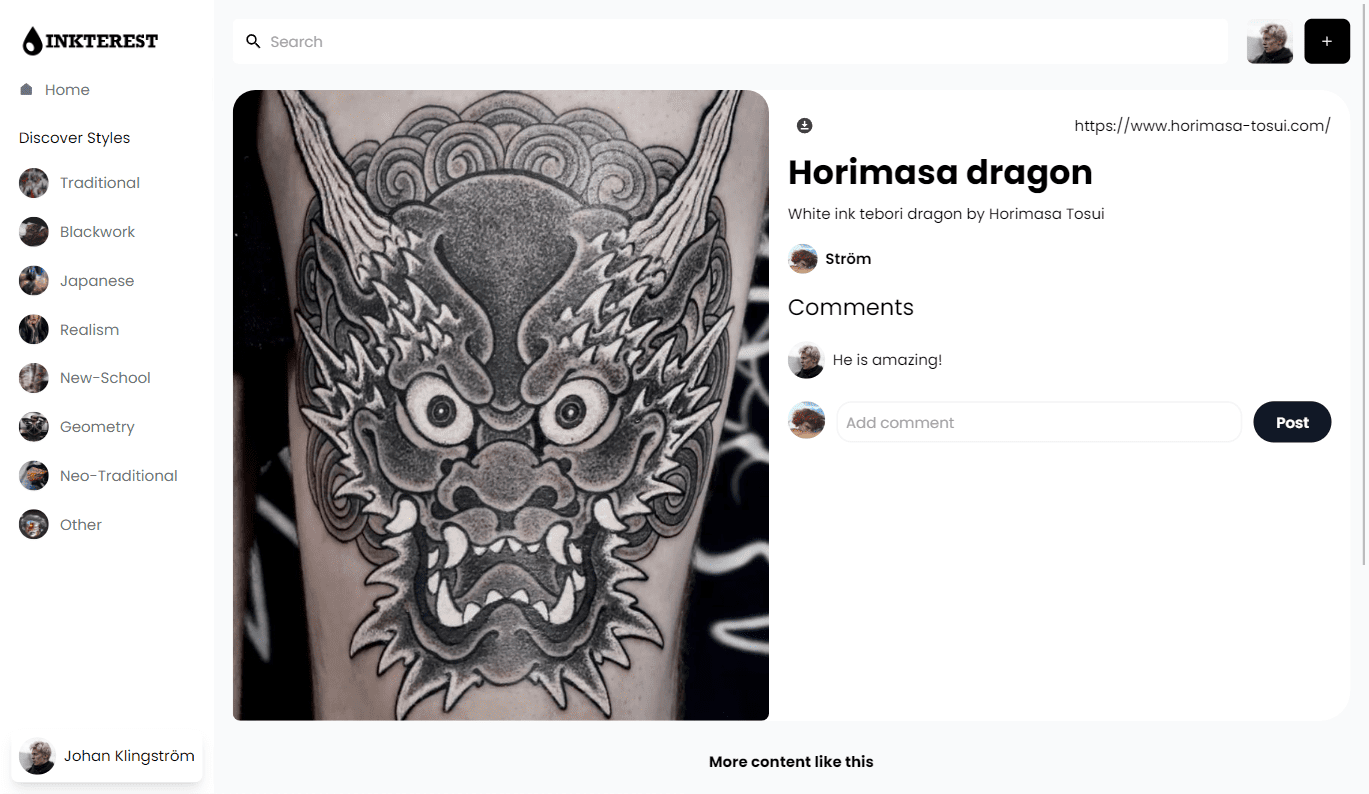 INKTEREST
Search
+
Home
Discover Styles
Traditional
Blackwork
Japanese
Realism
New-School
Geometry
Neo-Traditional
Other
Johan Klingström
https://www.horimasa-tosui.com/
Horimasa dragon
White ink tebori dragon by Horimasa Tosui
Ström
Comments
He is amazing!
Add comment
Post
More content like this